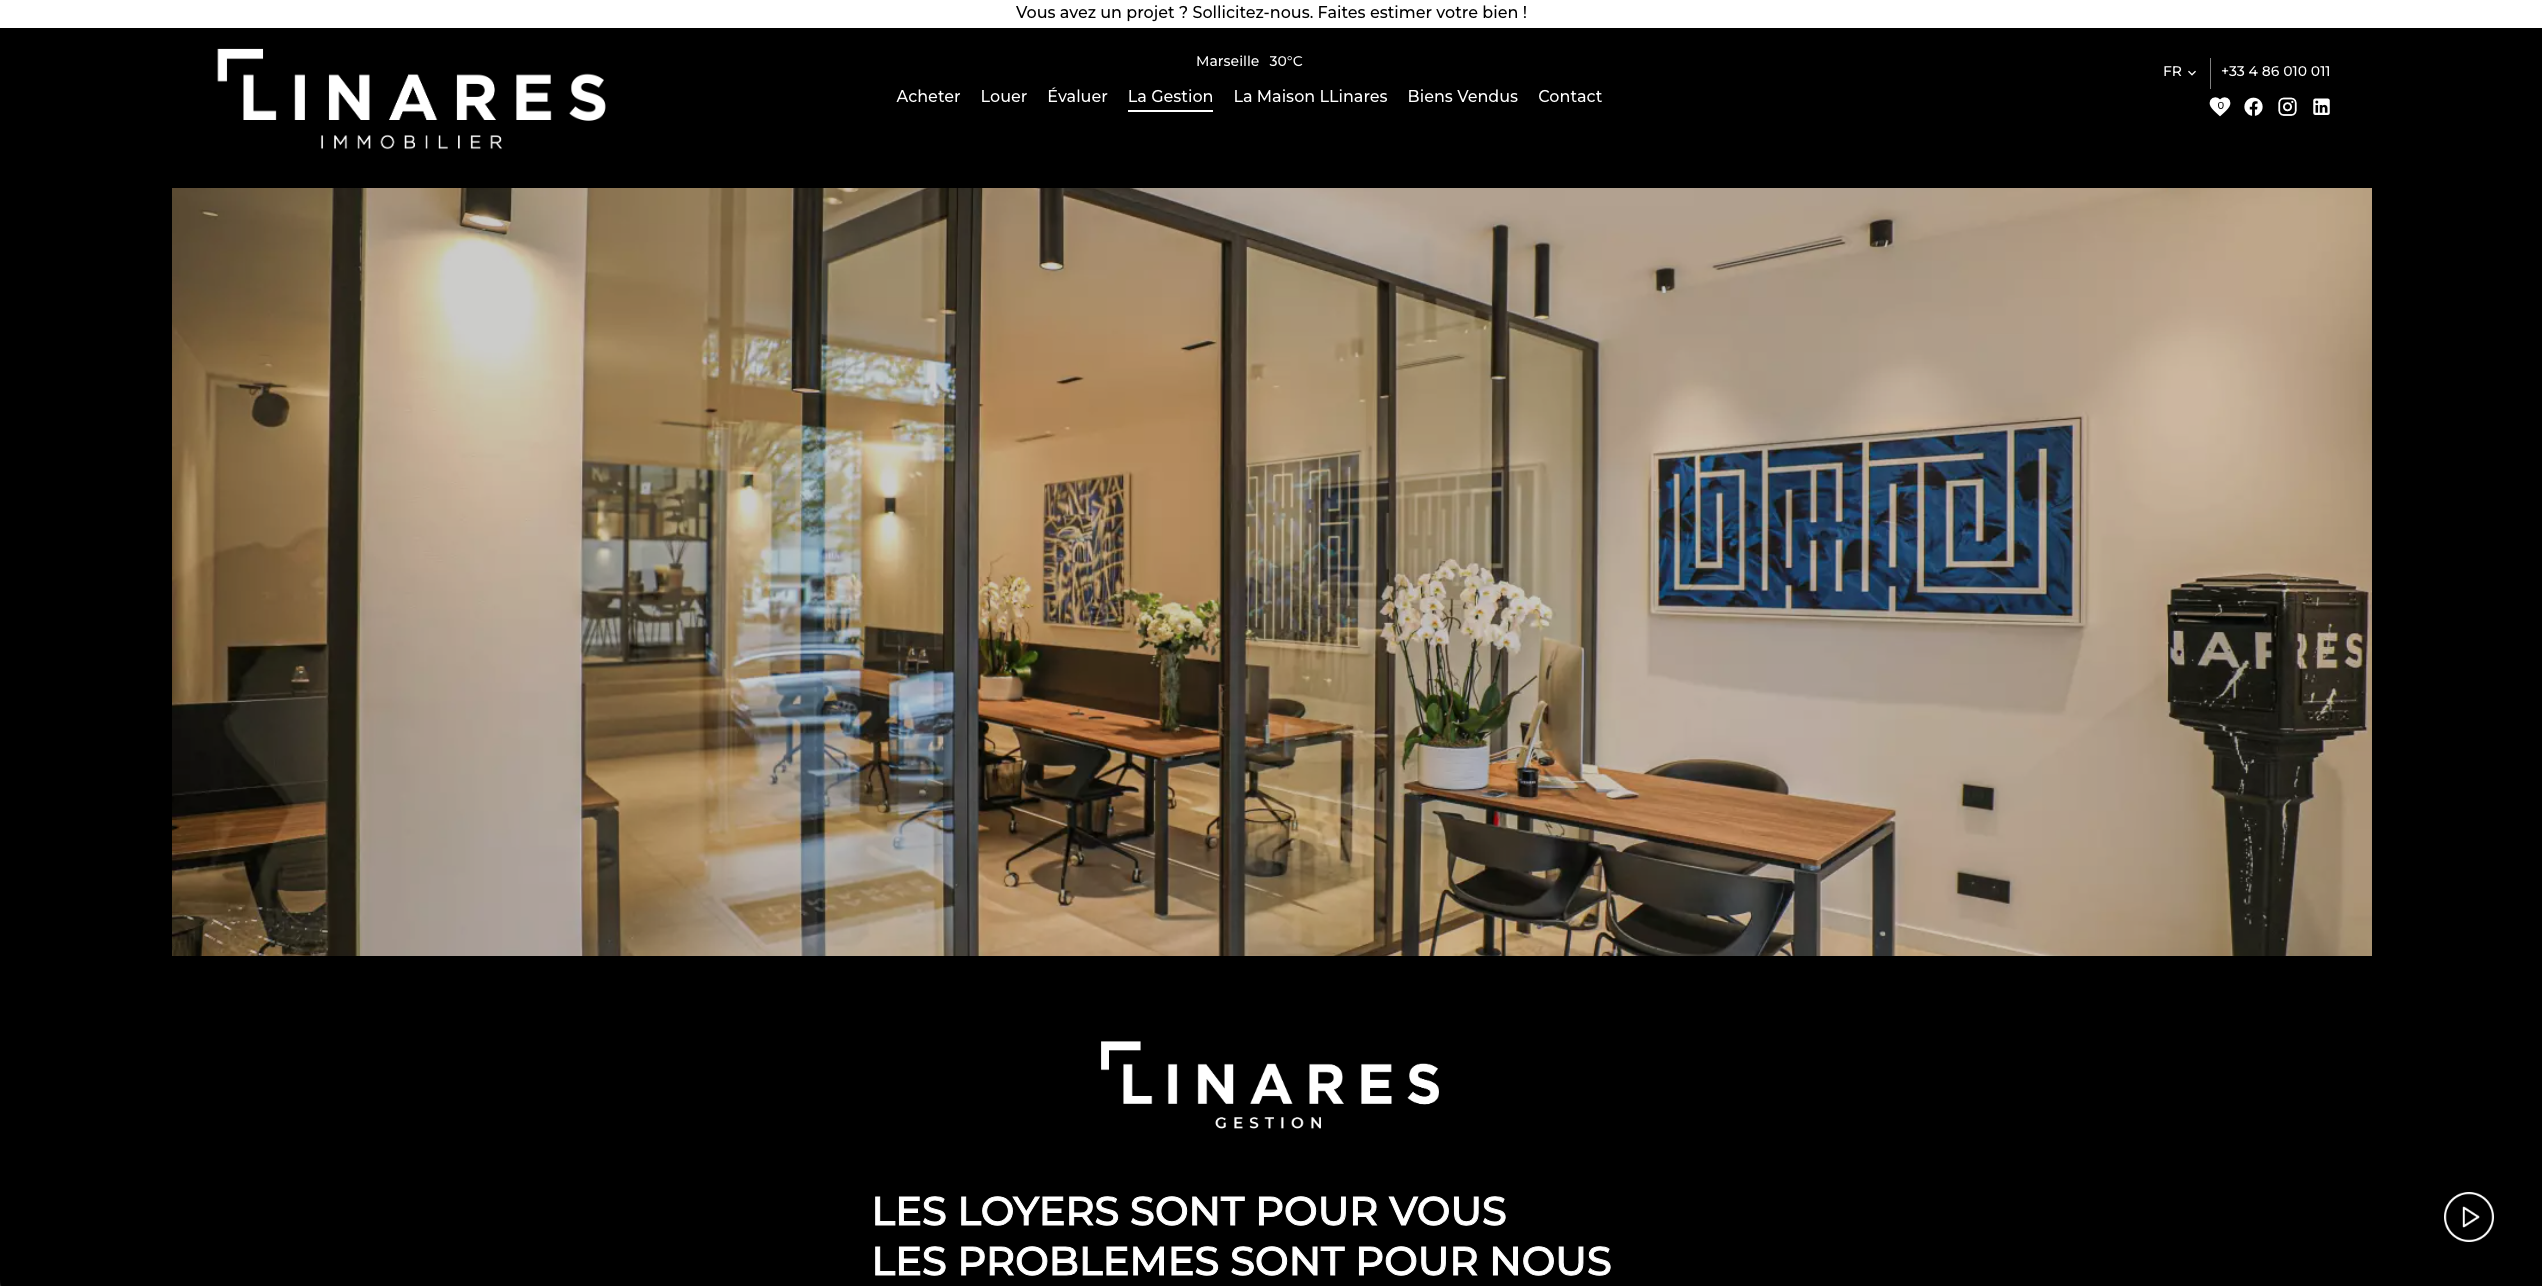 Vous avez un projet ? Sollicitez-nous. Faites estimer votre bien !
LINARES
IMMOBILIER
Marseille 30°C
Acheter Louer Évaluer La Gestion La Maison LLinares Biens Vendus Contact
FR
+33 4 86 010 011
0
LINARES
GESTION
LES LOYERS SONT POUR VOUS
LES PROBLEMES SONT POUR NOUS